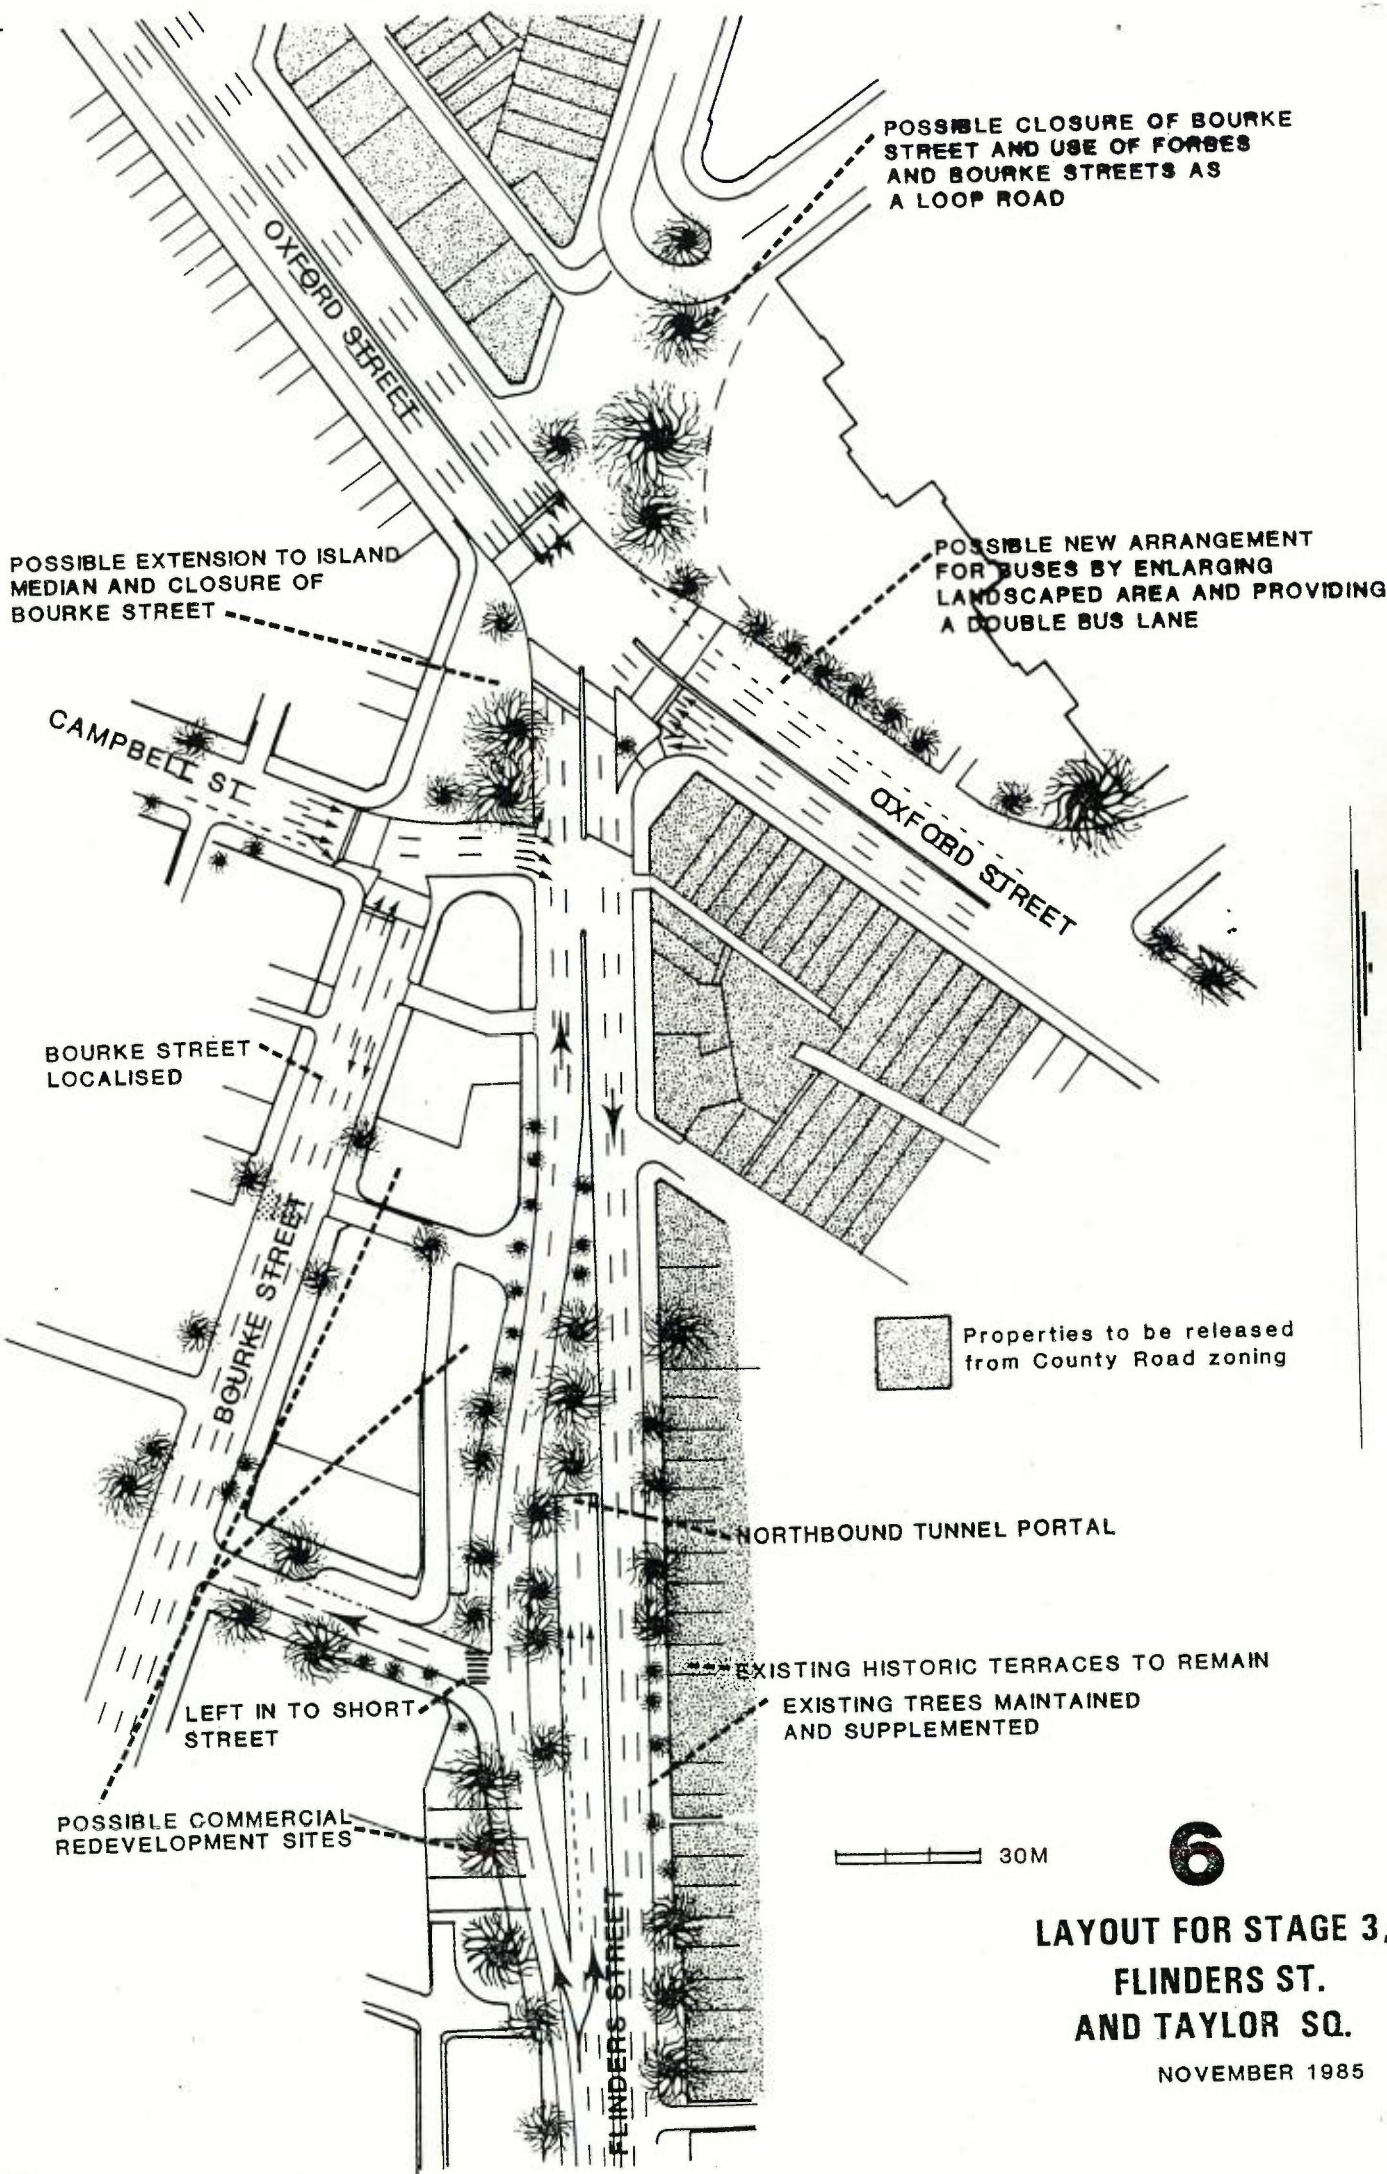 POSSIBLE CLOSURE OF BOURKE
STREET AND USE OF FORBES
AND BOURKE STREETS AS
A LOOP ROAD
OXFORD STREET
POSSIBLE EXTENSION TO ISLAND
MEDIAN AND CLOSURE OF
BOURKE STREET
POSSIBLE NEW ARRANGEMENT
FOR BUSES BY ENLARGING
LANDSCAPED AREA AND PROVIDING
A DOUBLE BUS LANE
CAMPBELL ST.
OXFORD STREET
BOURKE STREET
LOCALISED
BOURKE STREET
Properties to be released
from County Road zoning
NORTHBOUND TUNNEL PORTAL
EXISTING HISTORIC TERRACES TO REMAIN
EXISTING TREES MAINTAINED
AND SUPPLEMENTED
LEFT IN TO SHORT
STREET
POSSIBLE COMMERCIAL
REDEVELOPMENT SITES
FLINDERS STREET
30M
6
LAYOUT FOR STAGE 3,
FLINDERS ST.
AND TAYLOR SQ.
NOVEMBER 1985